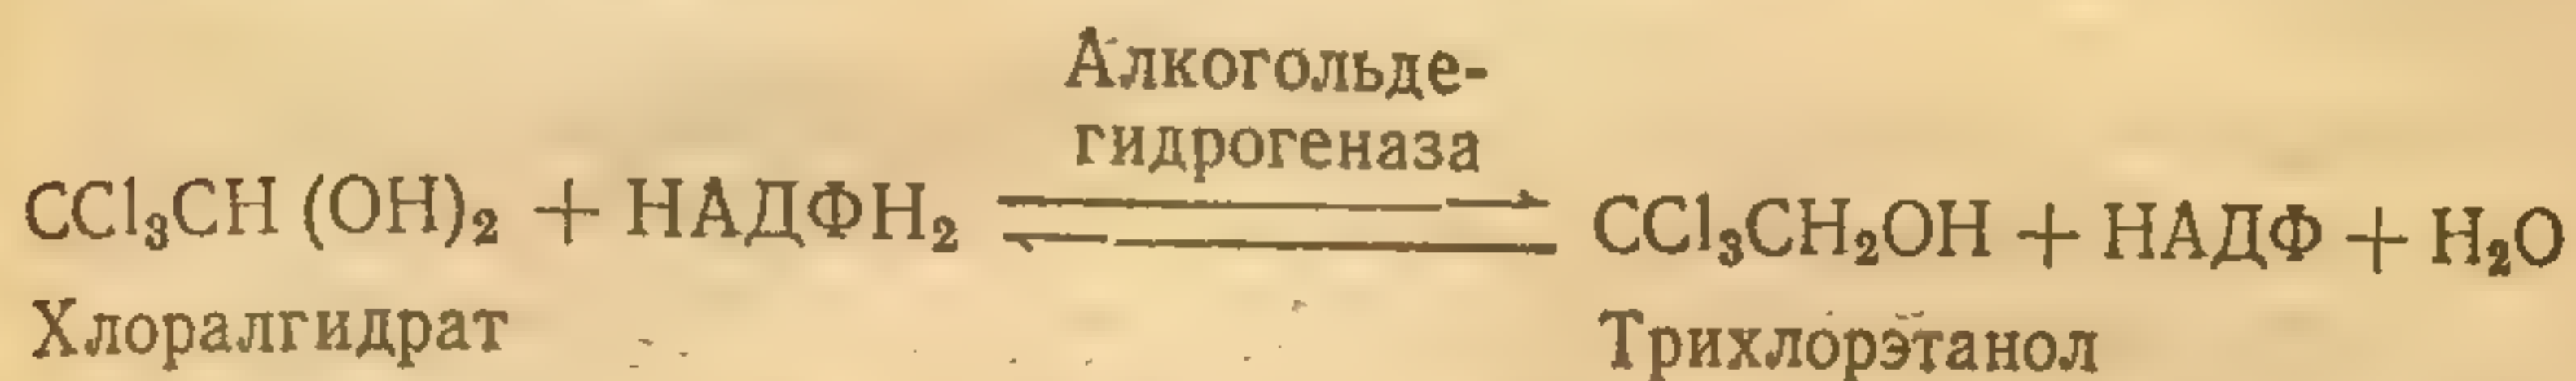 Алкогольде-
гидрогеназа
CCl₃CH (OH)₂ + НАДФН₂ ⇌ CCl₃CH₂OH + НАДФ + H₂O
Хлоралгидрат Трихлорэтанол